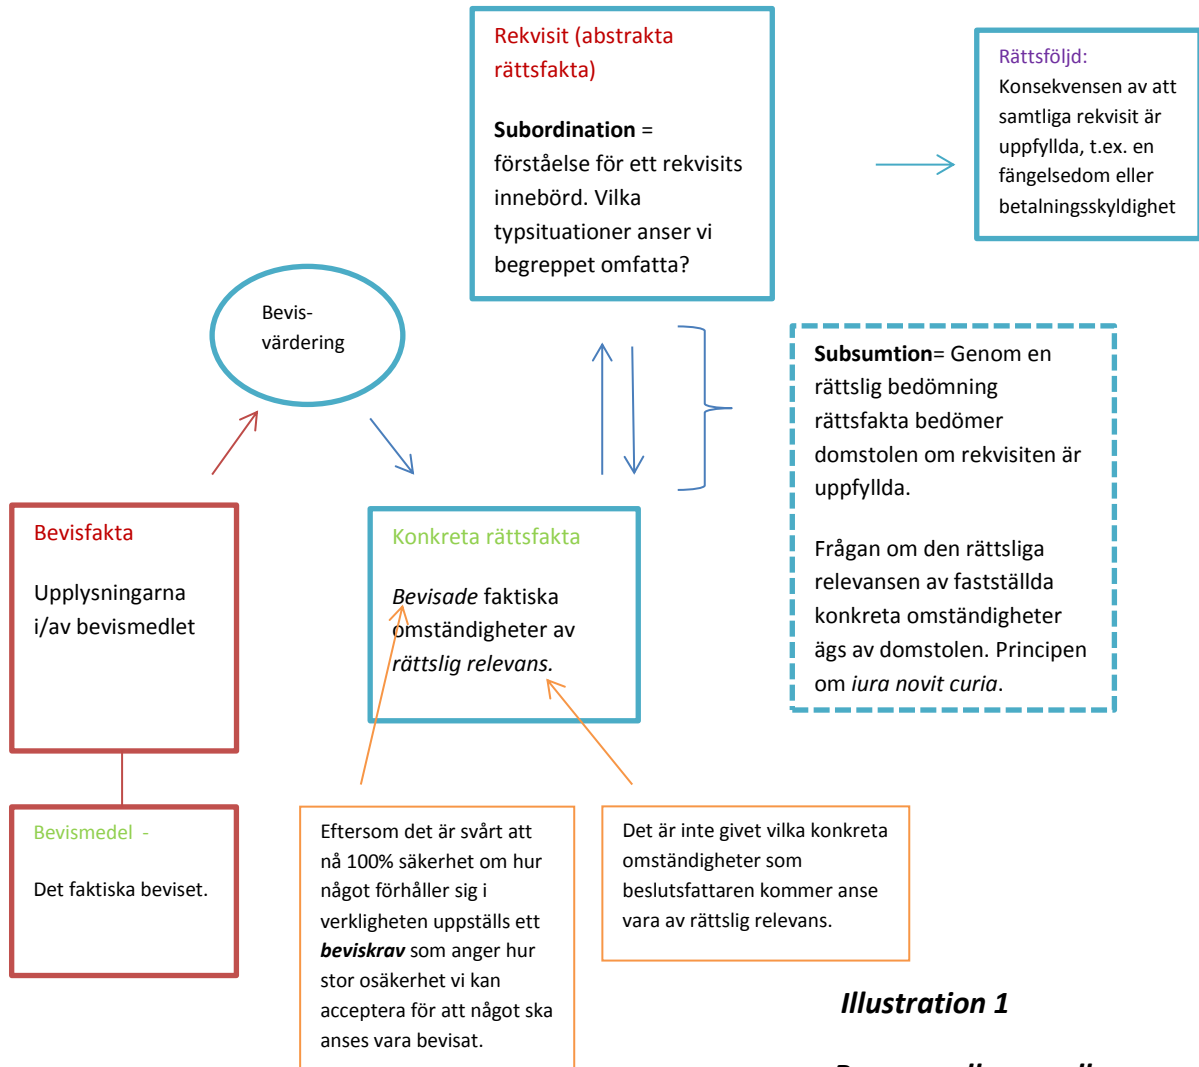 Rekvisit (abstrakta
rättsfakta)
Subordination =
förståelse för ett rekvisits
innebörd. Vilka
typsituationer anser vi
begreppet omfatta?
Rättsföljd:
Konsekvensen av att
samtliga rekvisit är
uppfyllda, t.ex. en
fängelsedom eller
betalningsskyldighet
Bevis-
värdering
Subsumtion= Genom en
rättslig bedömning
rättsfakta bedömer
domstolen om rekvisiten är
uppfyllda.
Frågan om den rättsliga
relevansen av fastställda
konkreta omständigheter
ägs av domstolen. Principen
om iura novit curia.
Bevisfakta
Upplysningarna
i/av bevismedlet
Konkreta rättsfakta
Bevisade faktiska
omständigheter av
rättslig relevans.
Bevismedel -
Det faktiska beviset.
Eftersom det är svårt att
nå 100% säkerhet om hur
något förhåller sig i
verkligheten uppställs ett
beviskrav som anger hur
stor osäkerhet vi kan
acceptera för att något ska
anses vara bevisat.
Det är inte givet vilka konkreta
omständigheter som
beslutsfattaren kommer anse
vara av rättslig relevans.
Illustration 1